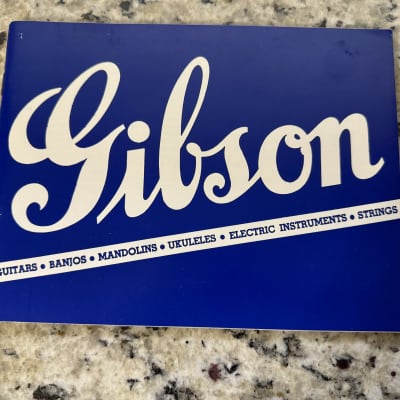 Gibson
GUITARS • BANJOS • MANDOLINS • UKULELES • ELECTRIC INSTRUMENTS • STRINGS